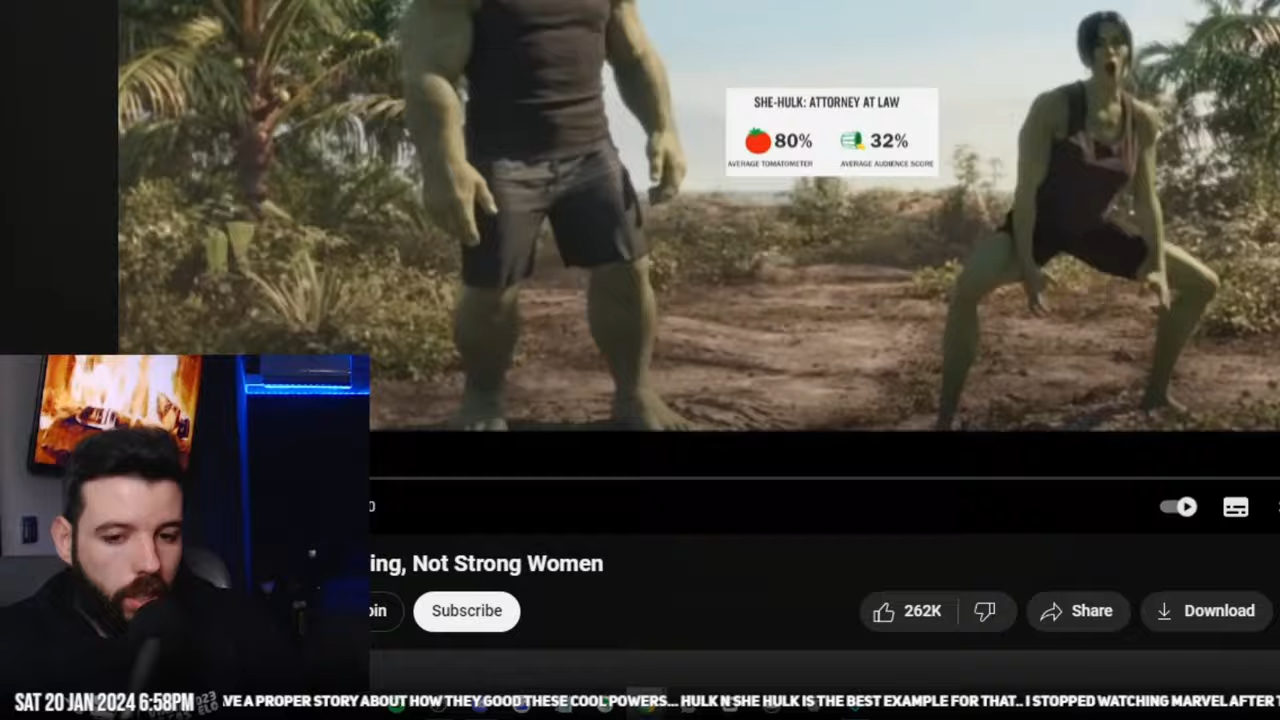 SHE-HULK: ATTORNEY AT LAW
80% 32%
AVERAGE TOMATOMETER AVERAGE AUDIENCE SCORE
0
ing, Not Strong Women
oin Subscribe 262K Share Download
SAT 20 JAN 2024 6:58PM VE A PROPER STORY ABOUT HOW THEY GOOD THESE COOL POWERS... HULK N SHE HULK IS THE BEST EXAMPLE FOR THAT.. I STOPPED WATCHING MARVEL AFTER